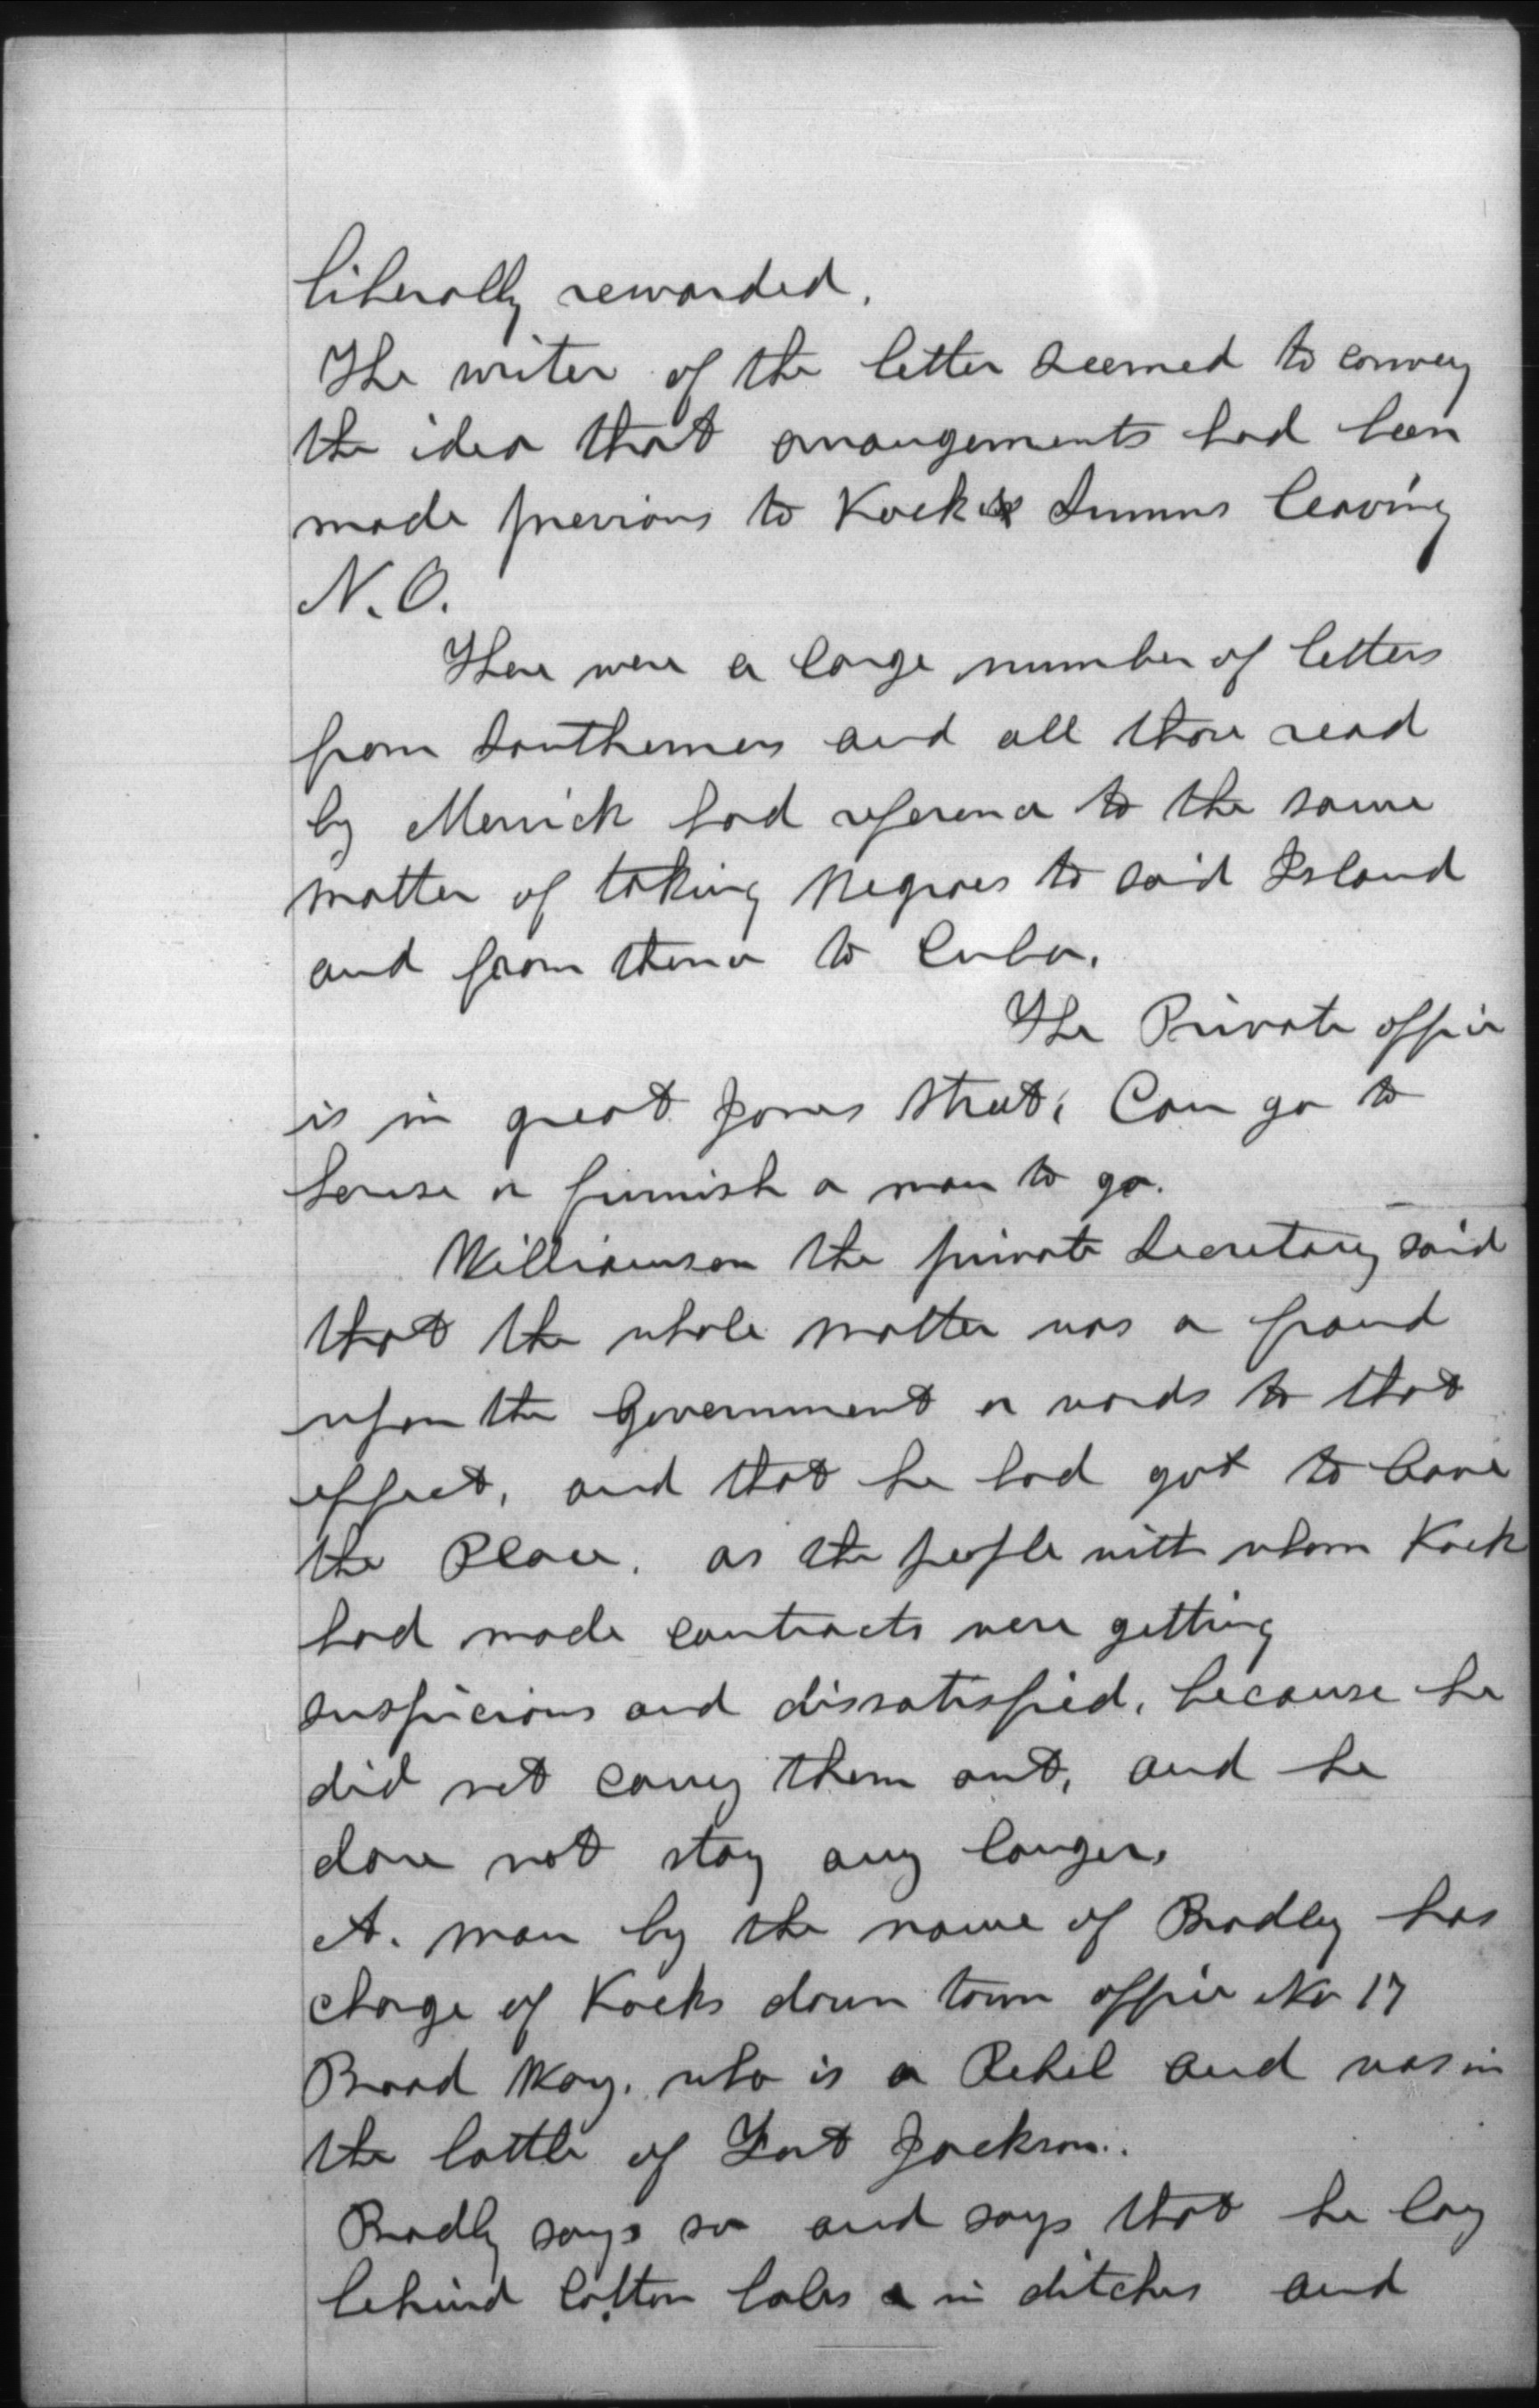 liberally rewarded.
The writer of the letter seemed to convey
the idea that arrangements had been
made previous to Kock & leaving
N.O.
There were a large number of letters
from Southerners and all those read
by Merrick had reference to the same
matter of taking Negroes to said Island
and from thence to Cuba.
The Private office
is in great Jones Street. Can go to
house or furnish a man to go.
Williamson the private Secretary said
that the whole matter was a fraud
upon the Government or words to that
effect, and that he had got to leave
the Place. as the people with whom Kock
had made contracts were getting
suspicious and dissatisfied, because he
did not carry them out, and he
dare not stay any longer.
A. man by the name of Bradley has
charge of Kocks down town office No 17
Broad Way. who is a Rebel and was in
the battle of Fort Jackson.
Bradly says so and says that he lay
behind Cotton bales in ditches and